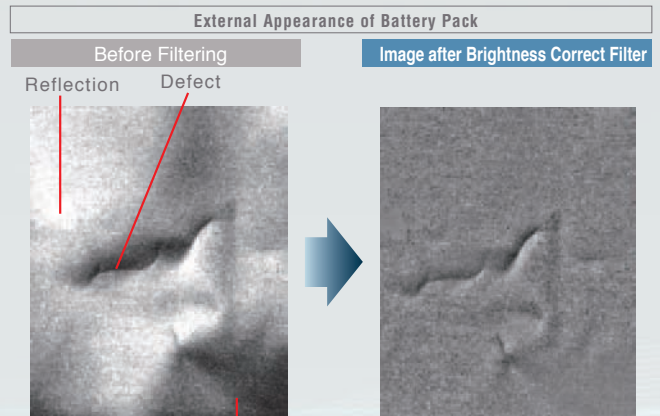 External Appearance of Battery Pack
Before Filtering
Image after Brightness Correct Filter
Reflection
Defect